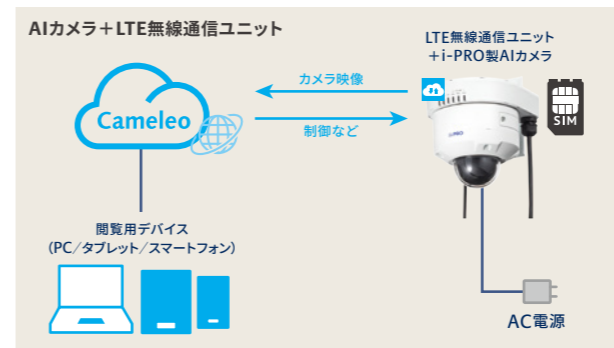 AIカメラ＋LTE無線通信ユニット
LTE無線通信ユニット
＋i-PRO製AIカメラ
カメラ映像
Cameleo
制御など
SIM
i-PRO
閲覧用デバイス
（PC／タブレット／スマートフォン）
AC電源